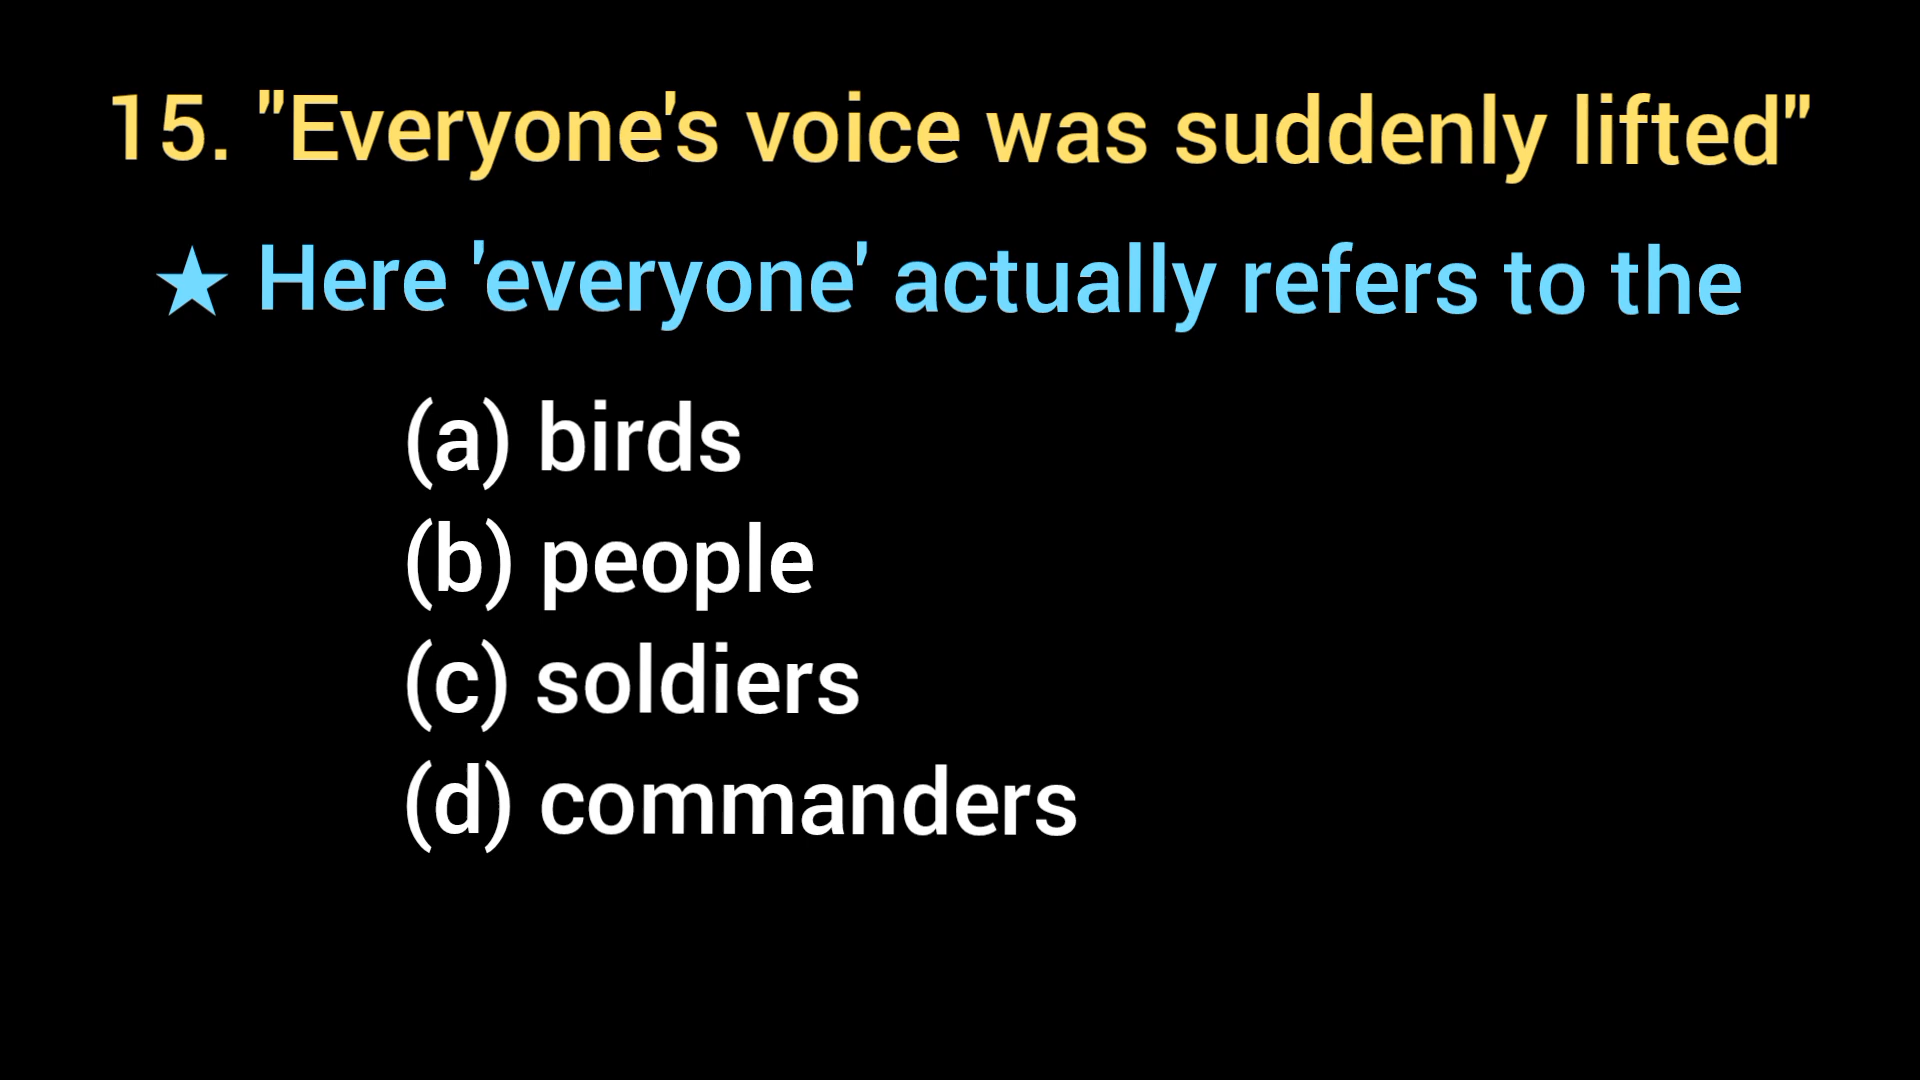 15. "Everyone's voice was suddenly lifted"
★ Here 'everyone' actually refers to the
(a) birds
(b) people
(c) soldiers
(d) commanders